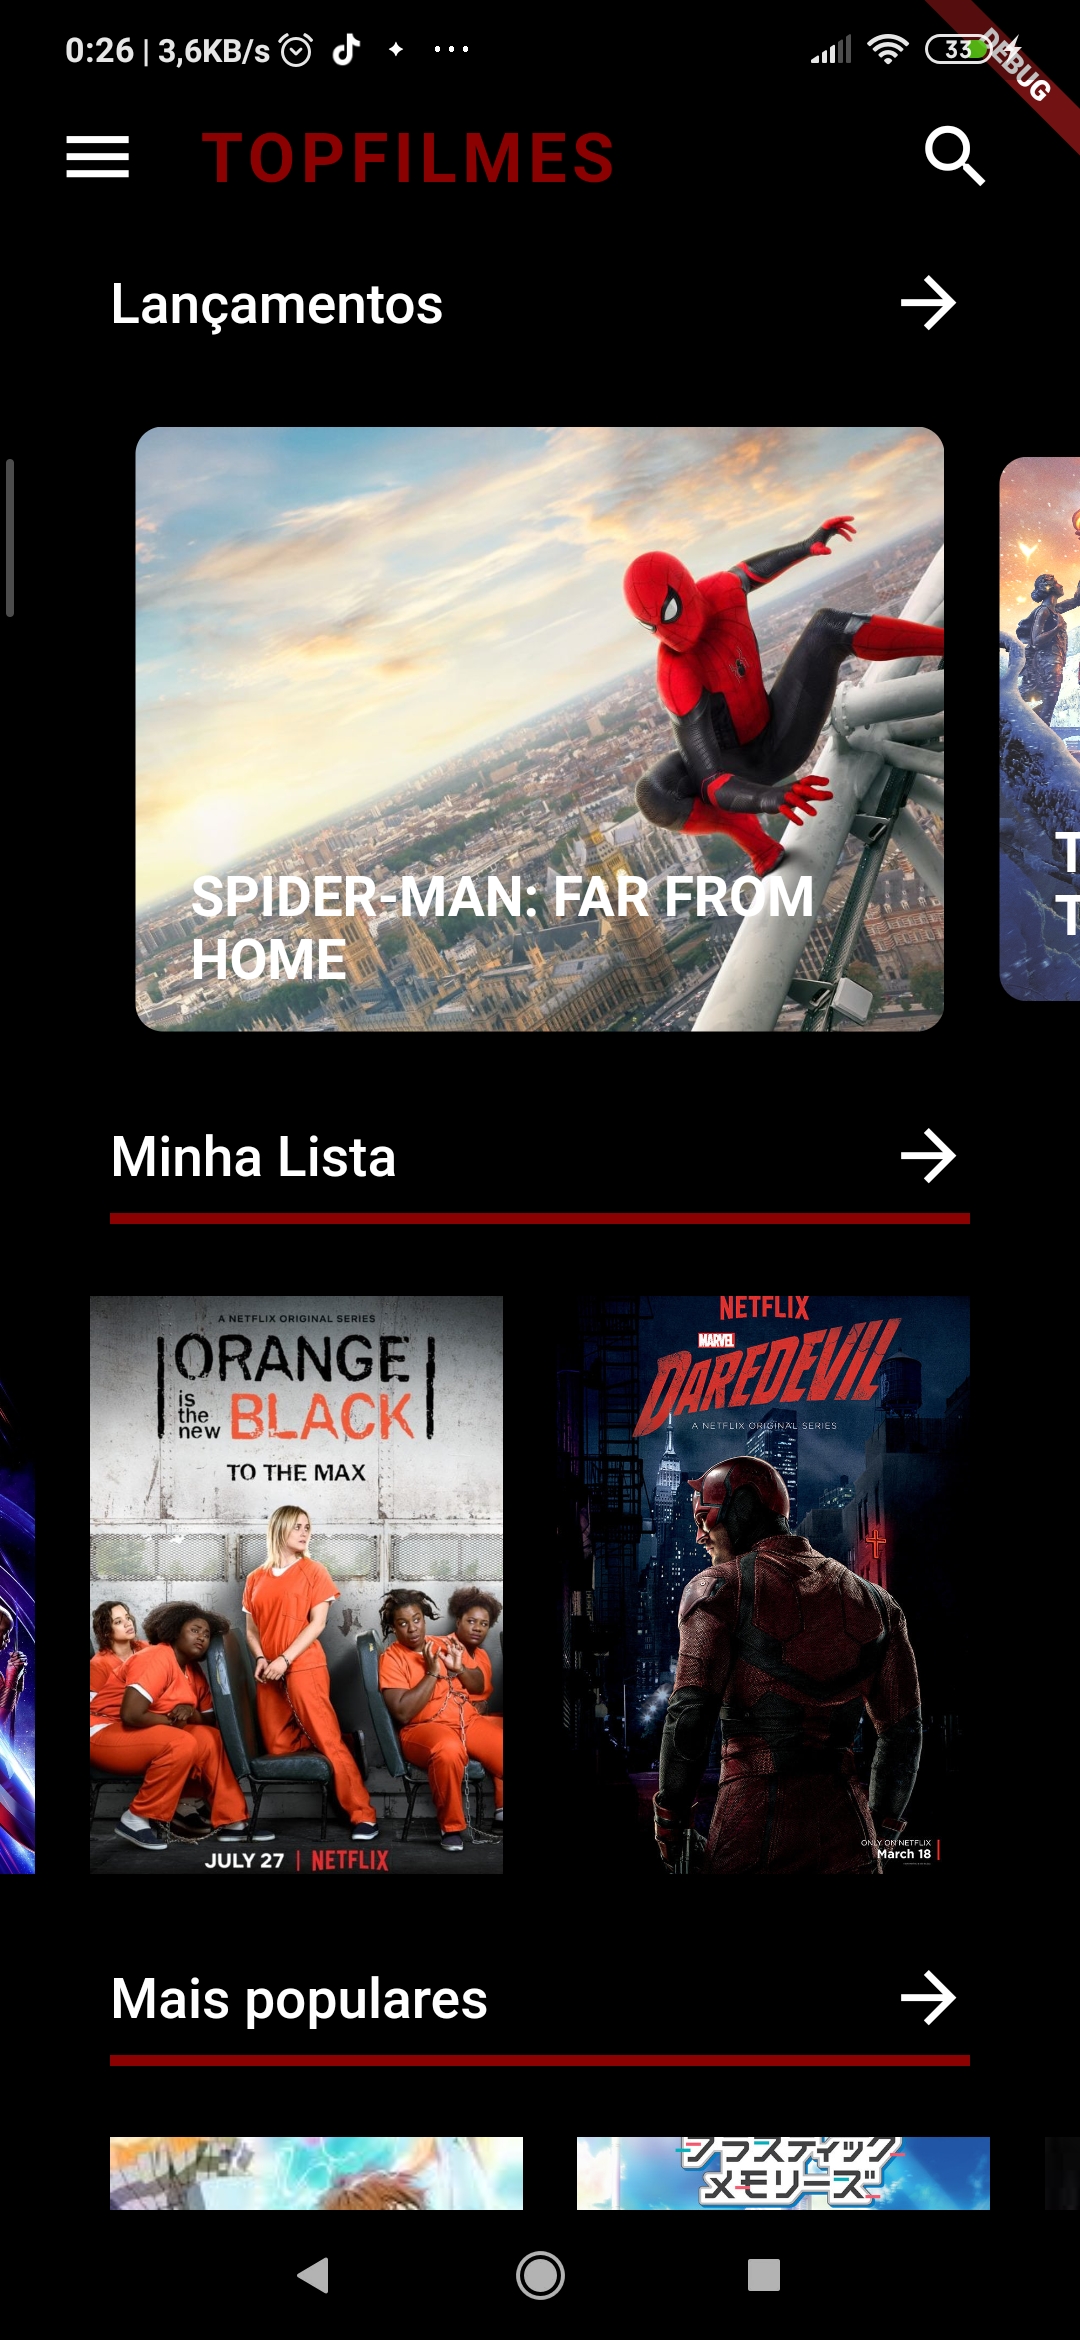 0:26 | 3,6KB/s
33
DEBUG
TOPFILMES
Lançamentos
SPIDER-MAN: FAR FROM
HOME
T
T
Minha Lista
A NETFLIX ORIGINAL SERIES
ORANGE
is
the
new
BLACK
TO THE MAX
JULY 27 | NETFLIX
NETFLIX
MARVEL
DAREDEVIL
A NETFLIX ORIGINAL SERIES
ONLY ON NETFLIX
March 18
Mais populares
プラスティック
メモリーズ